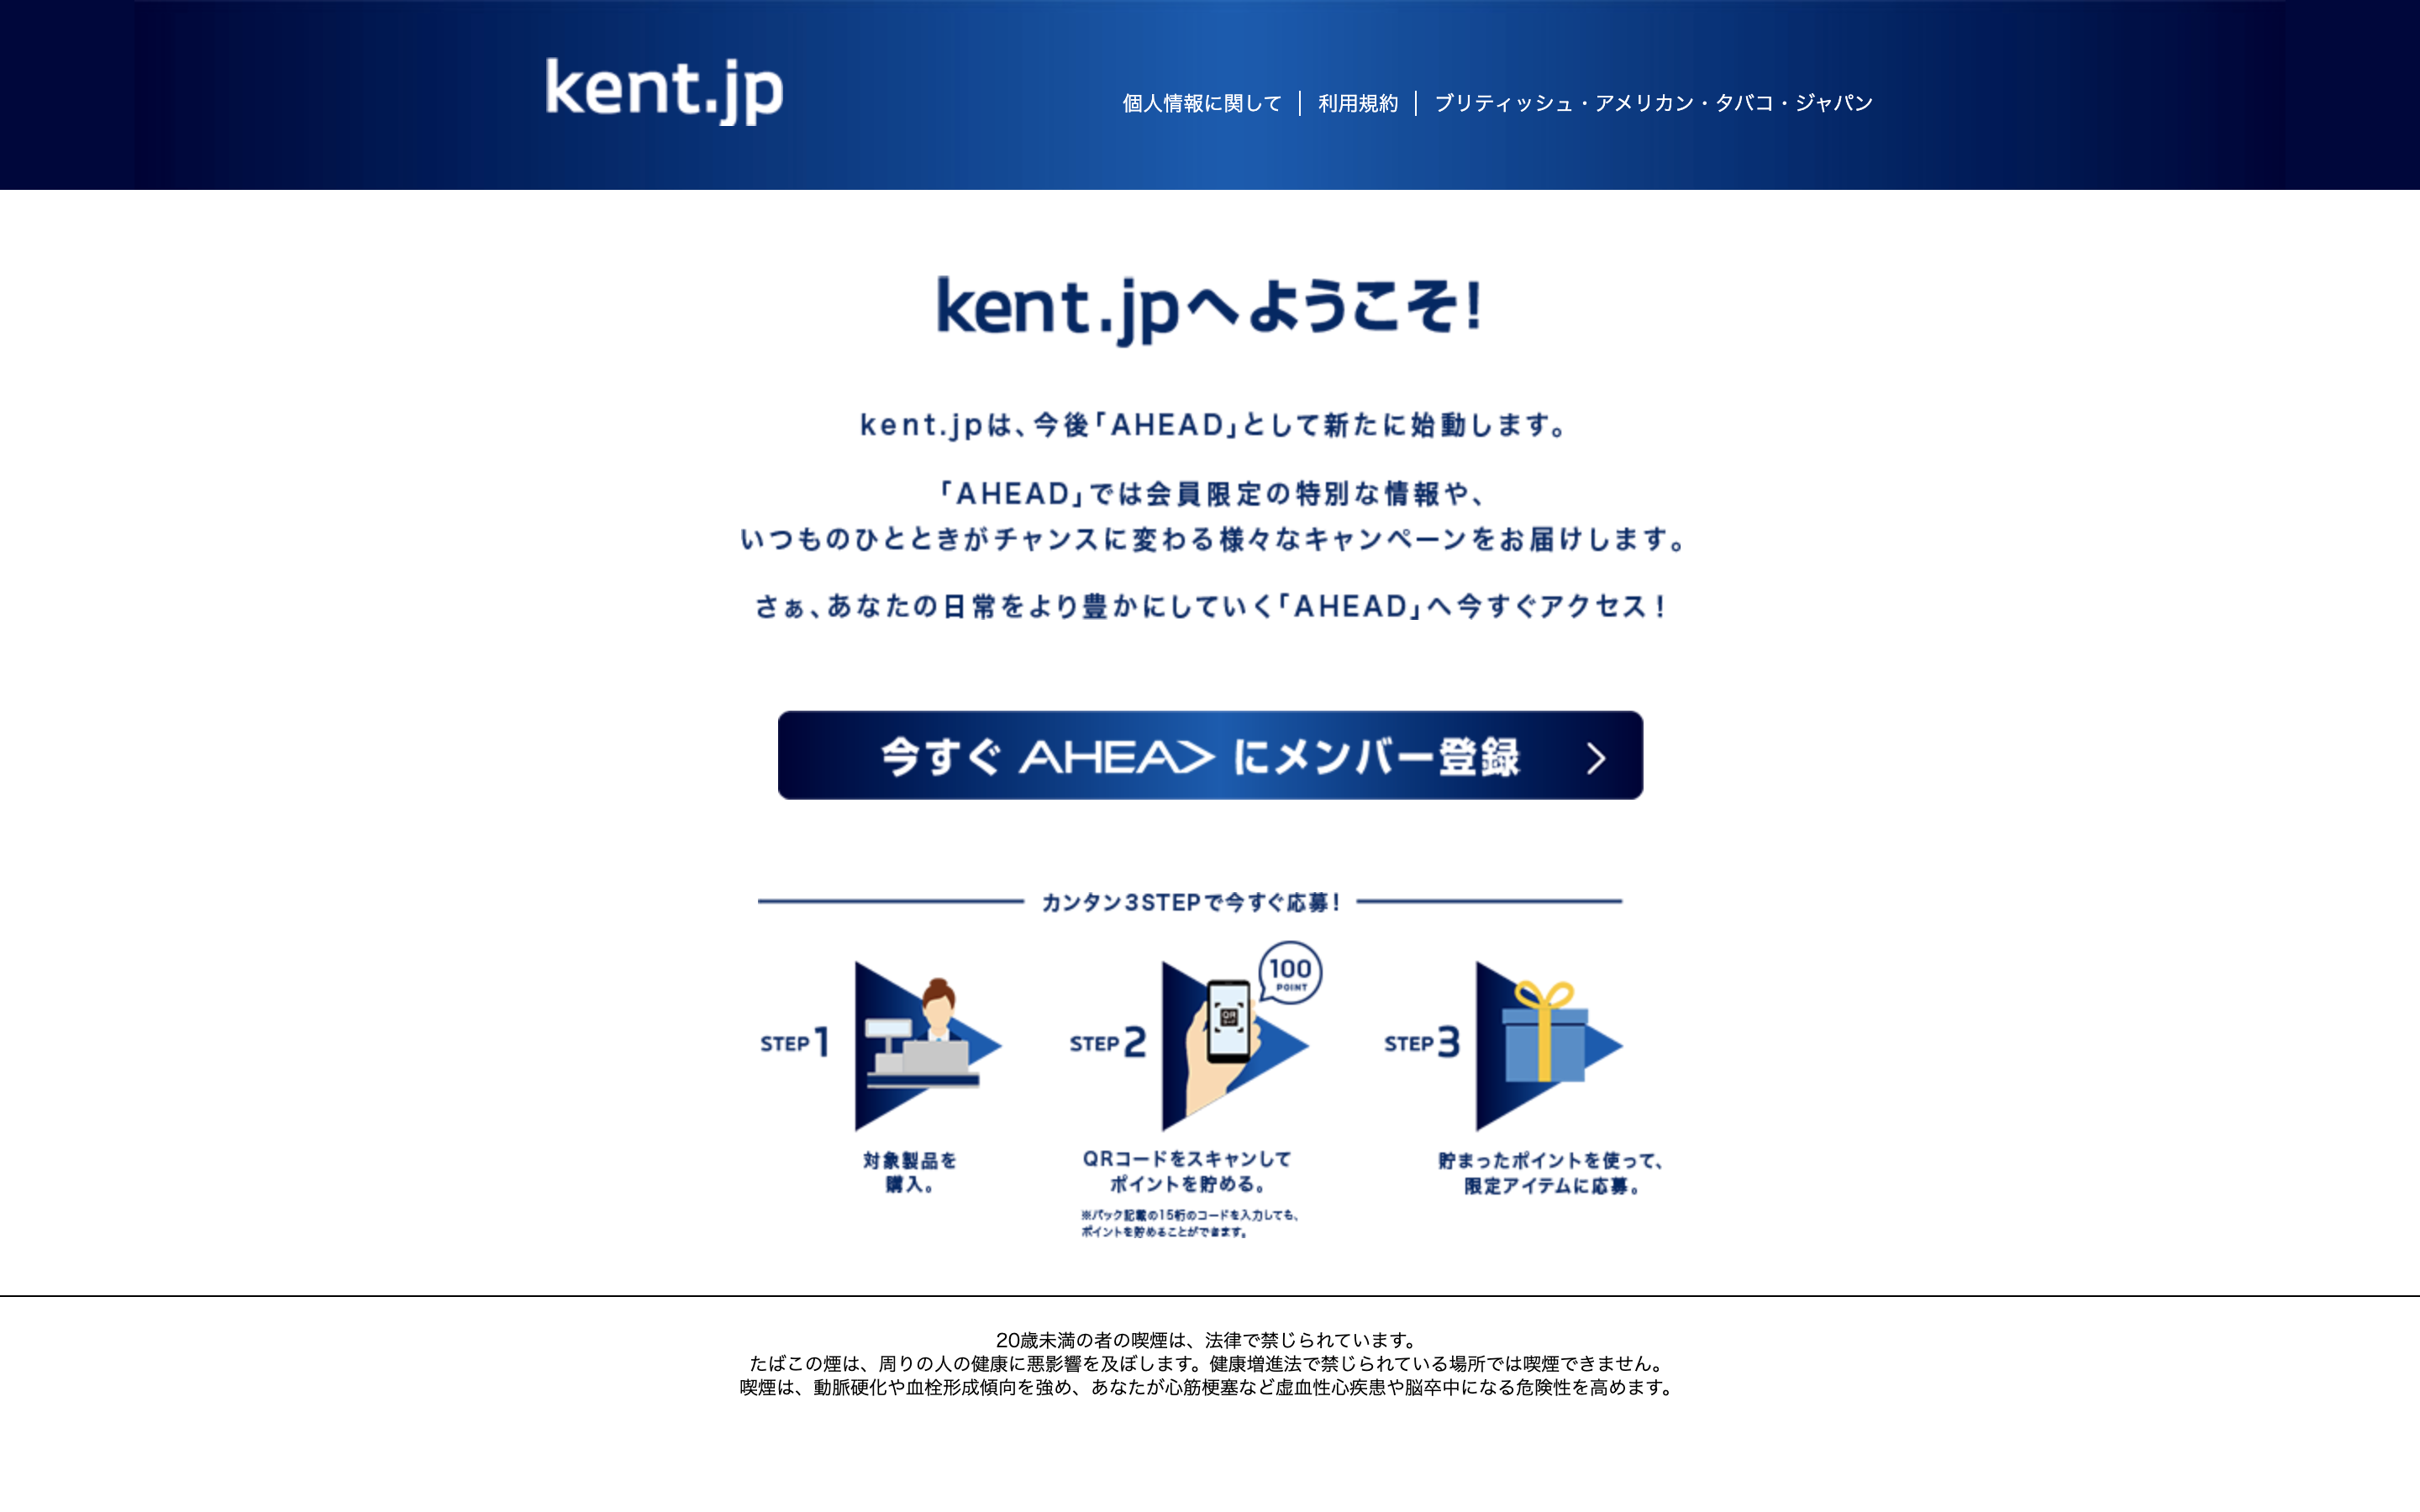 kent.jp
個人情報に関して
利用規約
ブリティッシュ・アメリカン・タバコ・ジャパン
kent.jpへようこそ!
kent.jpは、今後「AHEAD」として新たに始動します。
「AHEAD」では会員限定の特別な情報や、
いつものひとときがチャンスに変わる様々なキャンペーンをお届けします。
さぁ、あなたの日常をより豊かにしていく「AHEAD」へ今すぐアクセス!
今すぐ AHEAD にメンバー登録
カンタン3STEPで今すぐ応募!
STEP 1
対象製品を
購入。
STEP 2
100
POINT
QR
コード
QRコードをスキャンして
ポイントを貯める。
※パック記載の15桁のコードを入力しても、
ポイントを貯めることができます。
STEP 3
貯まったポイントを使って、
限定アイテムに応募。
20歳未満の者の喫煙は、法律で禁じられています。
たばこの煙は、周りの人の健康に悪影響を及ぼします。健康増進法で禁じられている場所では喫煙できません。
喫煙は、動脈硬化や血栓形成傾向を強め、あなたが心筋梗塞など虚血性心疾患や脳卒中になる危険性を高めます。